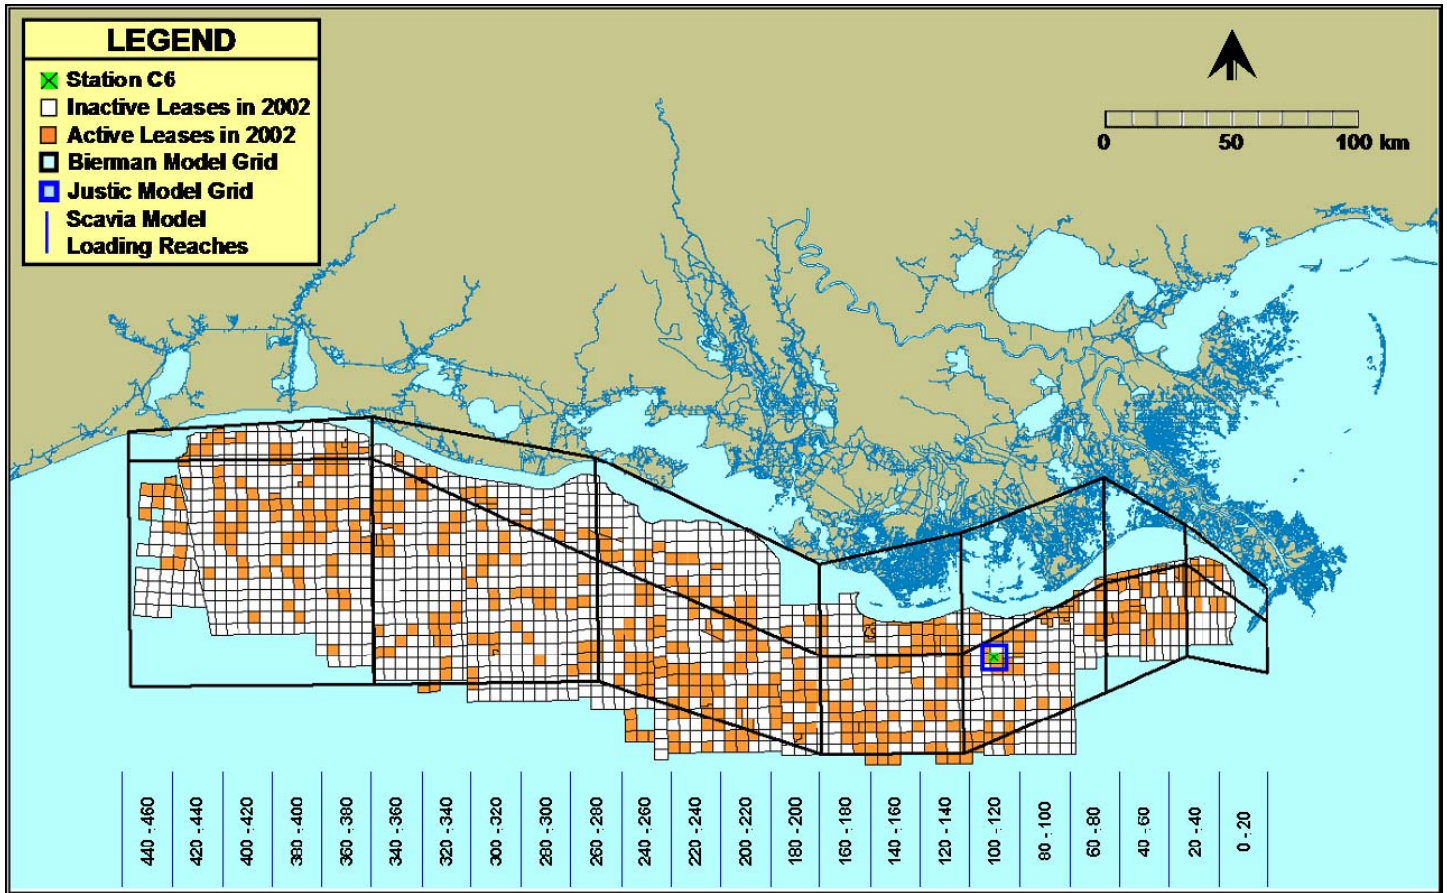 LEGEND
Station C6
Inactive Leases in 2002
Active Leases in 2002
Bierman Model Grid
Justic Model Grid
Scavia Model
Loading Reaches
0 50 100 km
440 - 460
420 - 440
400 - 420
380 - 400
360 - 380
340 - 360
320 - 340
300 - 320
280 - 300
260 - 280
240 - 260
220 - 240
200 - 220
180 - 200
160 - 180
140 - 160
120 - 140
100 - 120
80 - 100
60 - 80
40 - 60
20 - 40
0 - 20